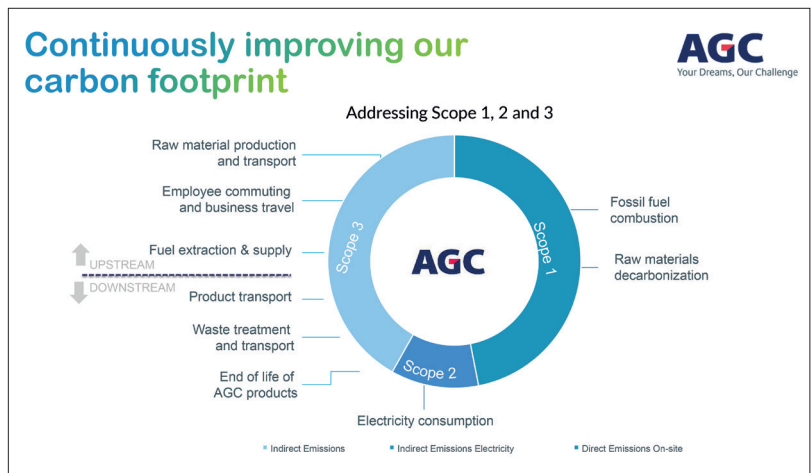 Continuously improving our
carbon footprint
AGC
Your Dreams, Our Challenge
Addressing Scope 1, 2 and 3
Raw material production
and transport
Employee commuting
and business travel
Fuel extraction & supply
UPSTREAM
DOWNSTREAM
Product transport
Waste treatment
and transport
End of life of
AGC products
Scope 3
AGC
Scope 1
Scope 2
Fossil fuel
combustion
Raw materials
decarbonization
Electricity consumption
Indirect Emissions
Indirect Emissions Electricity
Direct Emissions On-site